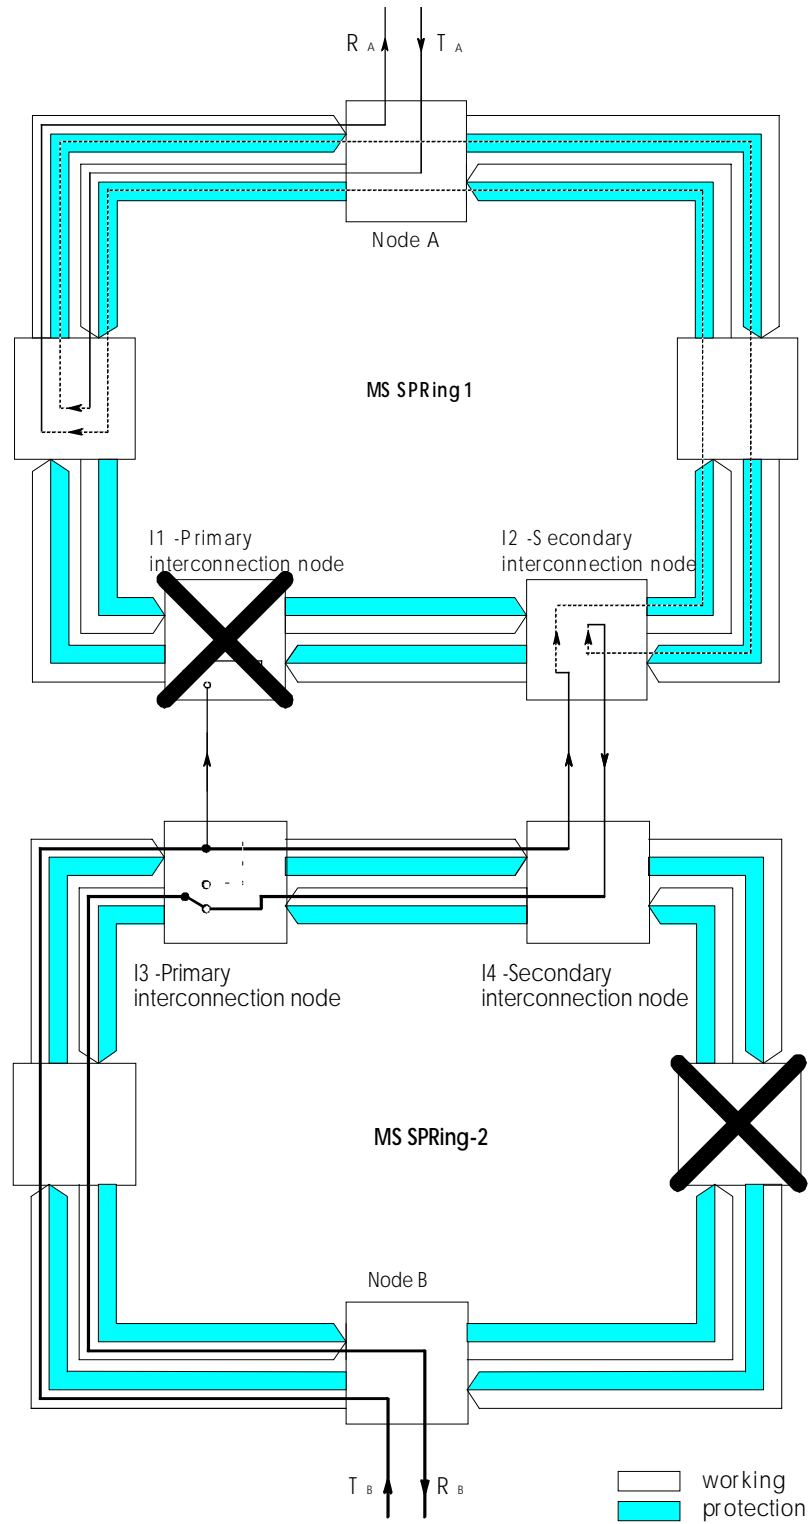 R A
T A
Node A
MS SPRing 1
I1 -Primary
interconnection node
I2 -Secondary
interconnection node
I3 -Primary
interconnection node
I4 -Secondary
interconnection node
MS SPRing-2
Node B
T B
R B
working
protection